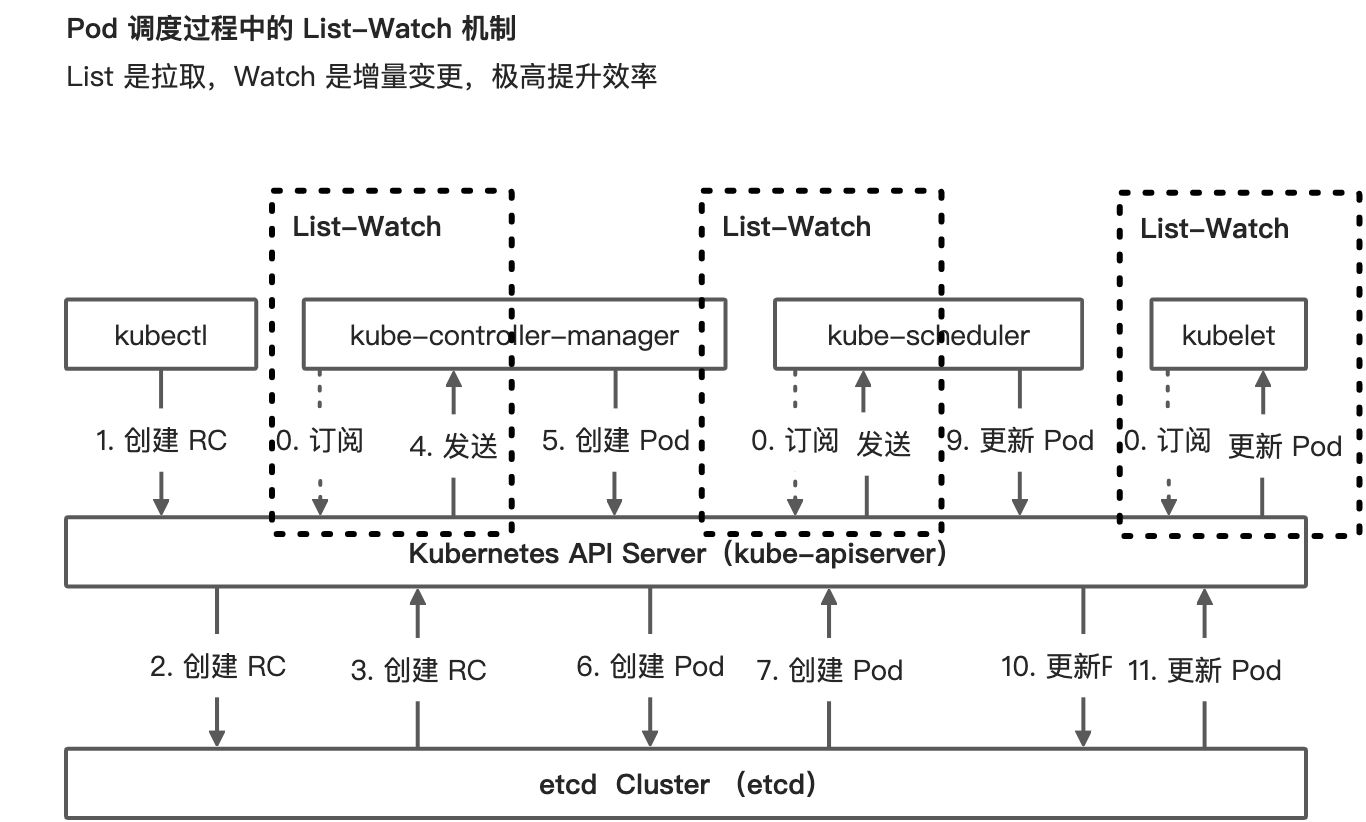 Pod 调度过程中的 List-Watch 机制
List 是拉取，Watch 是增量变更，极高提升效率
List-Watch
List-Watch
List-Watch
kubectl
kube-controller-manager
kube-scheduler
kubelet
1. 创建 RC
0. 订阅
4. 发送
5. 创建 Pod
0. 订阅
发送
9. 更新 Pod
0. 订阅
更新 Pod
Kubernetes API Server（kube-apiserver）
2. 创建 RC
3. 创建 RC
6. 创建 Pod
7. 创建 Pod
10. 更新P
11. 更新 Pod
etcd Cluster （etcd）